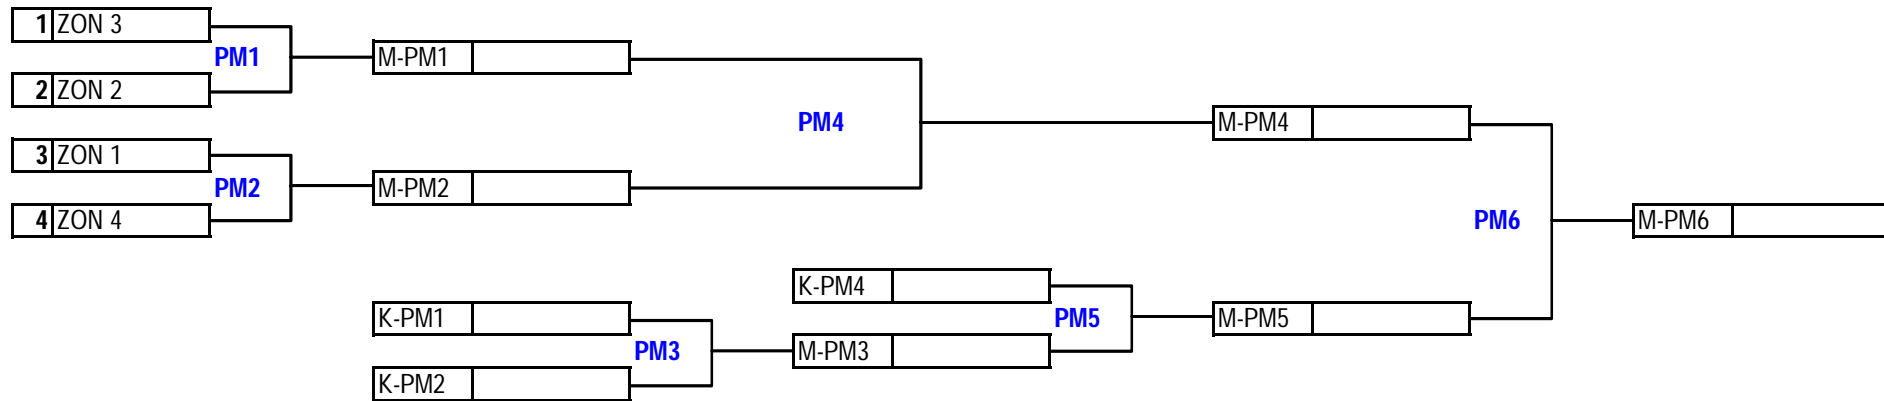 1 ZON 3
PM1
M-PM1
2 ZON 2
PM4
M-PM4
3 ZON 1
PM2
M-PM2
4 ZON 4
PM6
M-PM6
K-PM4
K-PM1
PM5
M-PM5
PM3
M-PM3
K-PM2